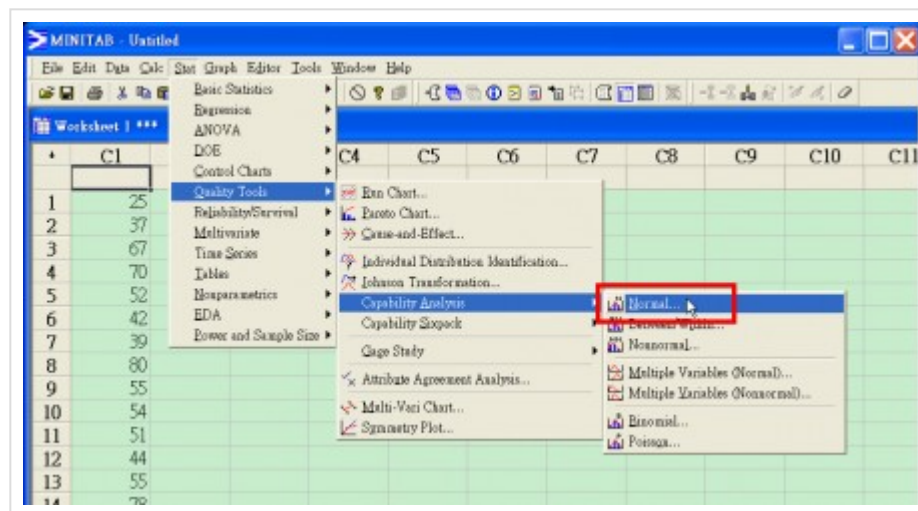 MINITAB - Untitled
File Edit Data Calc Stat Graph Editor Tools Window Help
Worksheet 1 ***
C1 C4 C5 C6 C7 C8 C9 C10 C11
Basic Statistics
Regression
ANOVA
DOE
Control Charts
Quality Tools
Reliability/Survival
Multivariate
Time Series
Tables
Nonparametrics
EDA
Power and Sample Size
Run Chart...
Pareto Chart...
Cause-and-Effect...
Individual Distribution Identification...
Johnson Transformation...
Capability Analysis
Capability Sixpack
Gage Study
Attribute Agreement Analysis...
Multi-Vari Chart...
Symmetry Plot...
Normal...
Between/Within...
Nonnormal...
Multiple Variables (Normal)...
Multiple Variables (Nonnormal)...
Binomial...
Poisson...
1 25
2 37
3 67
4 70
5 52
6 42
7 39
8 80
9 55
10 54
11 51
12 44
13 55
14 78